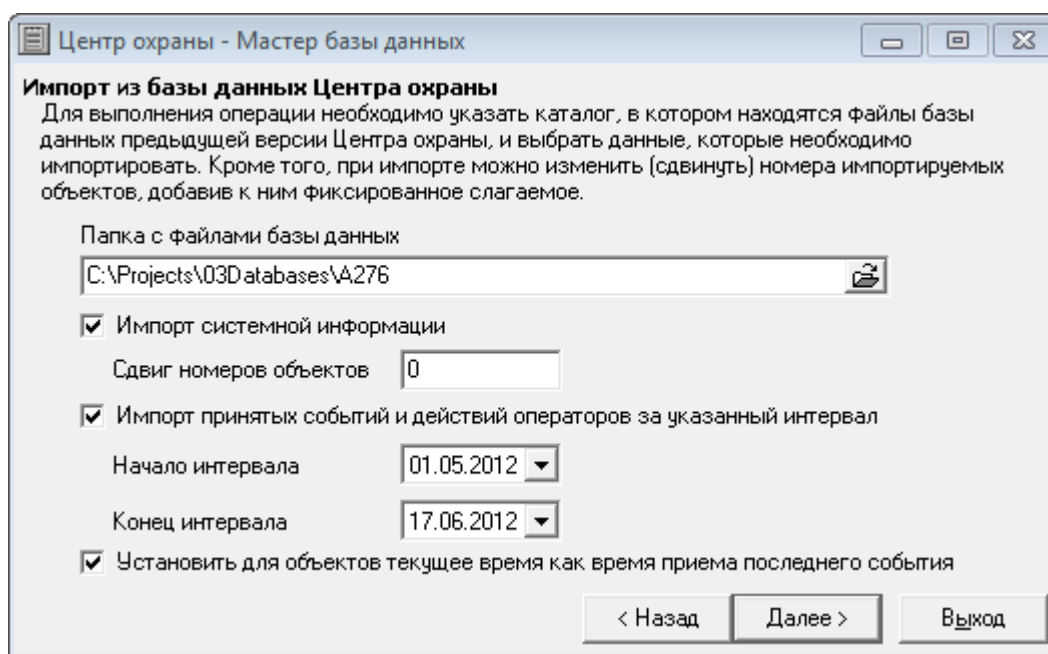 Центр охраны - Мастер базы данных
Импорт из базы данных Центра охраны
Для выполнения операции необходимо указать каталог, в котором находятся файлы базы
данных предыдущей версии Центра охраны, и выбрать данные, которые необходимо
импортировать. Кроме того, при импорте можно изменить (сдвинуть) номера импортируемых
объектов, добавив к ним фиксированное слагаемое.
Папка с файлами базы данных
C:\Projects\03Databases\A276
Импорт системной информации
Сдвиг номеров объектов 0
Импорт принятых событий и действий операторов за указанный интервал
Начало интервала 01.05.2012
Конец интервала 17.06.2012
Установить для объектов текущее время как время приема последнего события
< Назад Далее > Выход